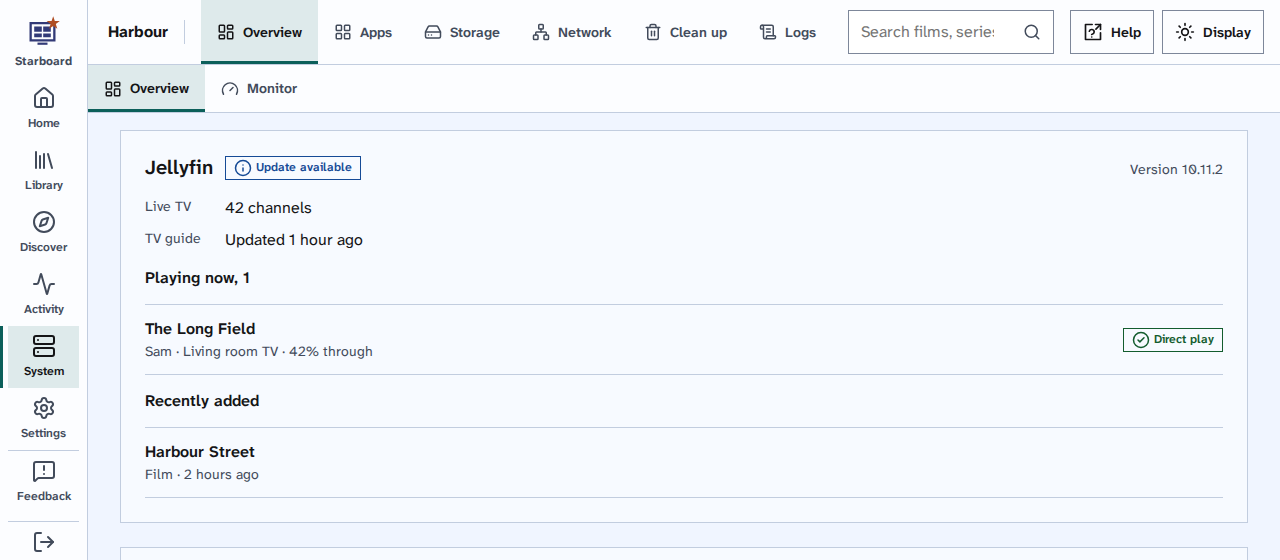 Starboard
Home
Library
Discover
Activity
System
Settings
Feedback
Harbour
Overview
Apps
Storage
Network
Clean up
Logs
Search films, series
Help
Display
Overview
Monitor
Jellyfin
Update available
Version 10.11.2
Live TV
42 channels
TV guide
Updated 1 hour ago
Playing now, 1
The Long Field
Sam · Living room TV · 42% through
Direct play
Recently added
Harbour Street
Film · 2 hours ago